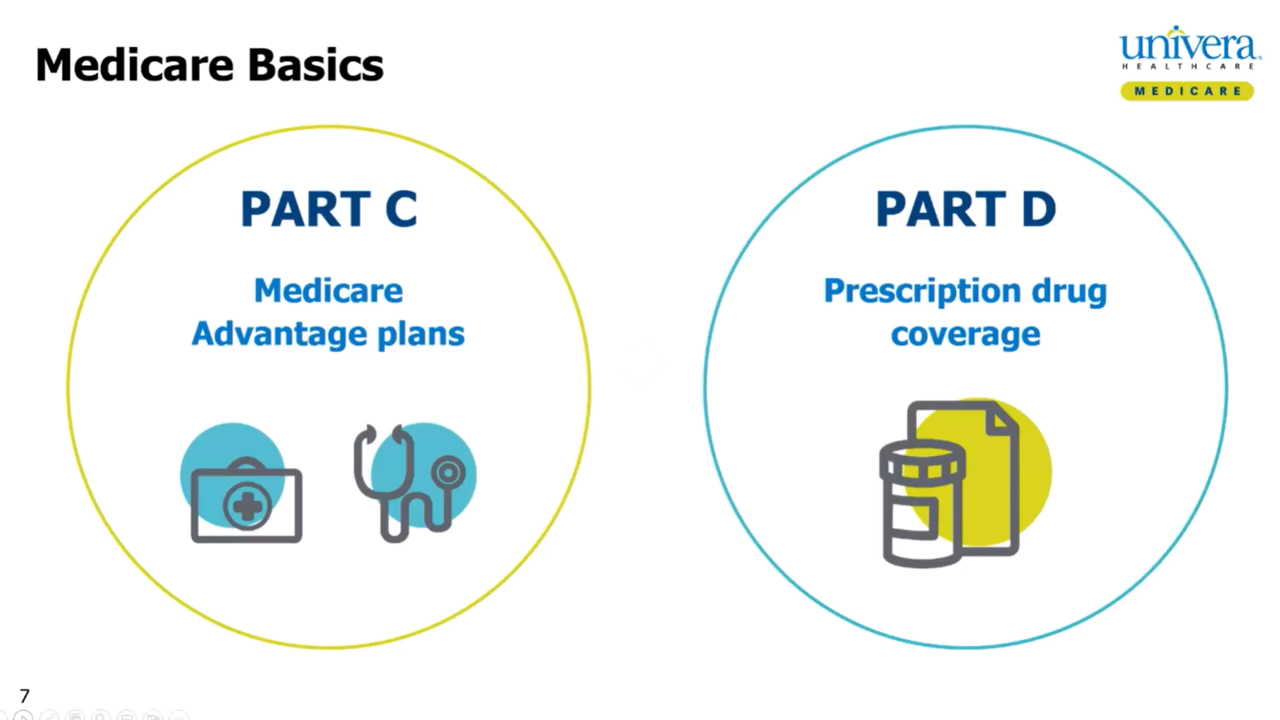 Medicare Basics
univera
HEALTHCARE
MEDICARE
PART C
Medicare
Advantage plans
PART D
Prescription drug
coverage
7